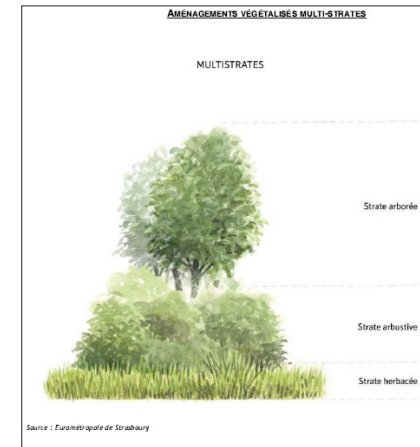 AMÉNAGEMENTS VÉGÉTALISÉS MULTI-STRATES
MULTISTRATES
Strate arborée
Strate arbustive
Strate herbacée
Source : Eurométropole de Strasbourg